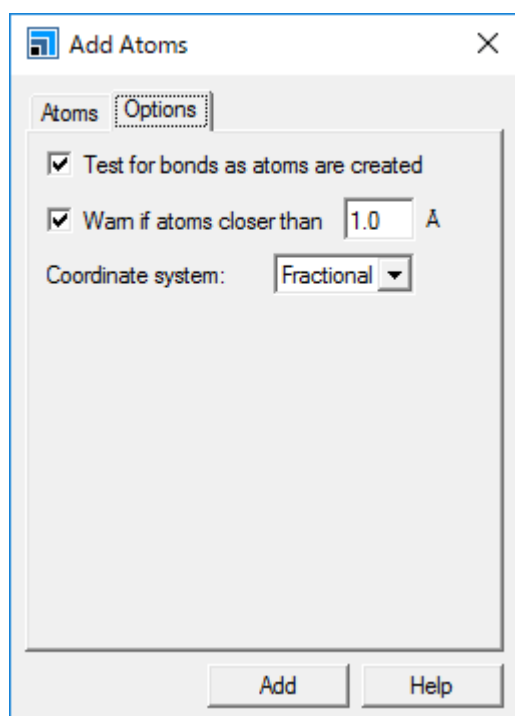 Add Atoms
Atoms Options
Test for bonds as atoms are created
Warn if atoms closer than 1.0 Å
Coordinate system: Fractional
Add Help